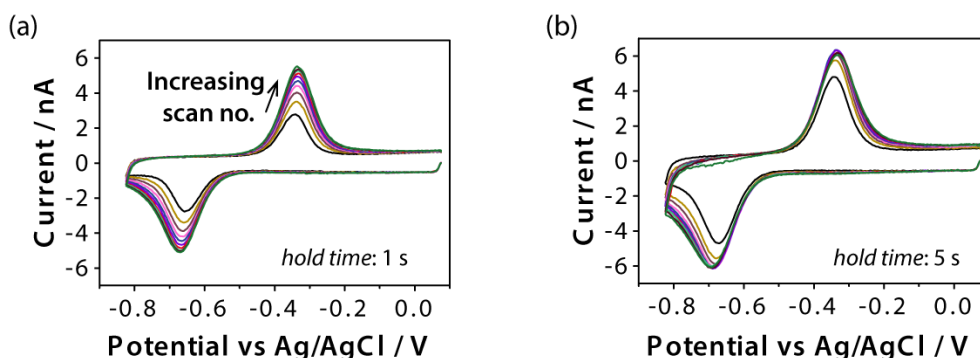 (a)
Increasing
scan no.
hold time: 1 s
Current / nA
6
4
2
0
-2
-4
-6
-0.8
-0.6
-0.4
-0.2
0.0
Potential vs Ag/AgCl / V
(b)
hold time: 5 s
Current / nA
6
4
2
0
-2
-4
-6
-0.8
-0.6
-0.4
-0.2
0.0
Potential vs Ag/AgCl / V